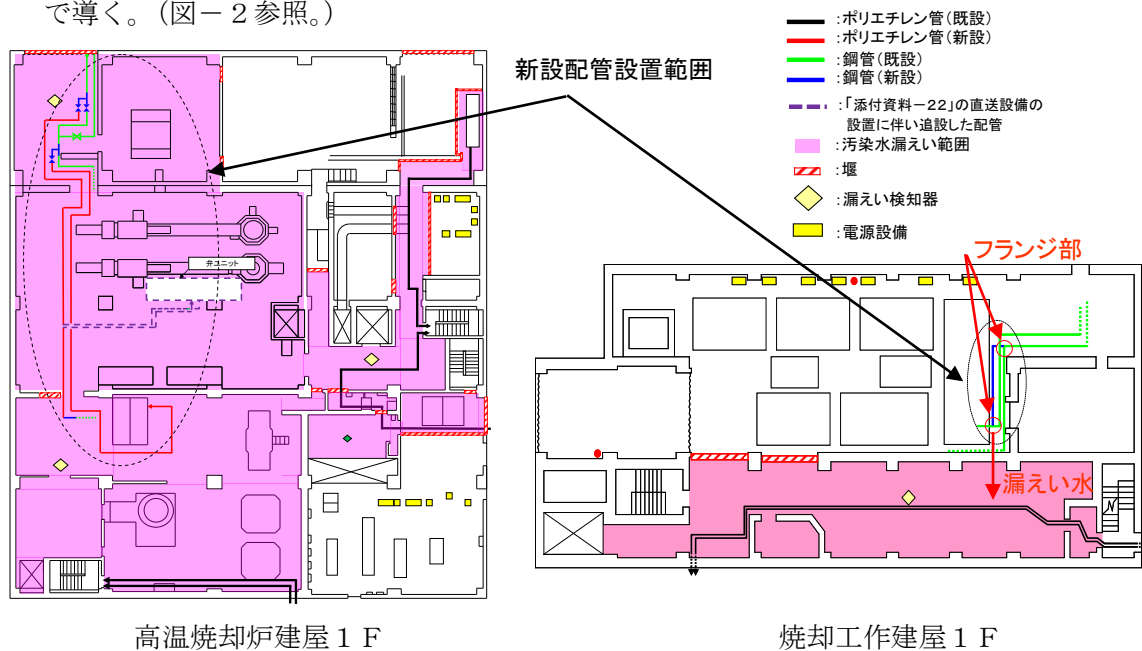 で導く。（図－２参照。）
:ポリエチレン管(既設)
:ポリエチレン管(新設)
:鋼管(既設)
:鋼管(新設)
:「添付資料－22」の直送設備の
設置に伴い追設した配管
:汚染水漏えい範囲
:堰
:漏えい検知器
:電源設備
新設配管設置範囲
弁ユニット
フランジ部
漏えい水
高温焼却炉建屋１Ｆ
焼却工作建屋１Ｆ